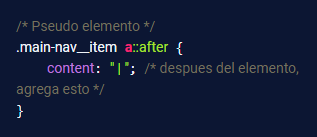 /* Pseudo elemento */
.main-nav__item a::after {
    content: "|"; /* despues del elemento,
agrega esto */
}